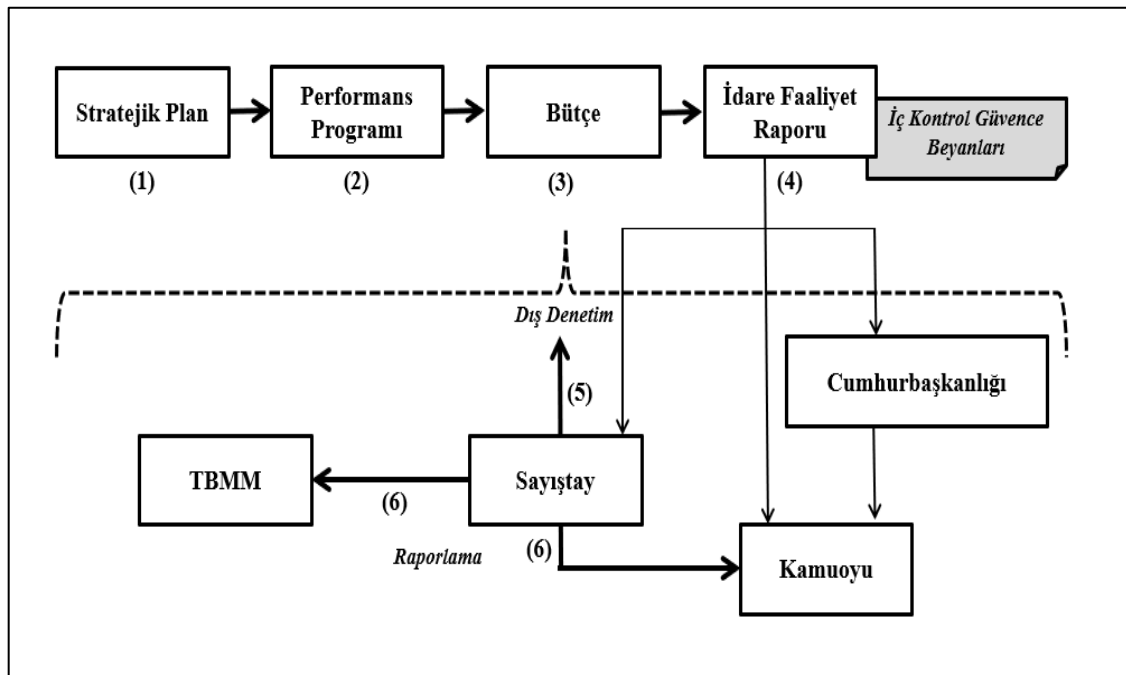 Stratejik Plan
(1)
Performans
Programı
(2)
Bütçe
(3)
İdare Faaliyet
Raporu
(4)
İç Kontrol Güvence
Beyanları
Dış Denetim
(5)
Cumhurbaşkanlığı
TBMM
(6)
Sayıştay
(6)
Raporlama
Kamuoyu